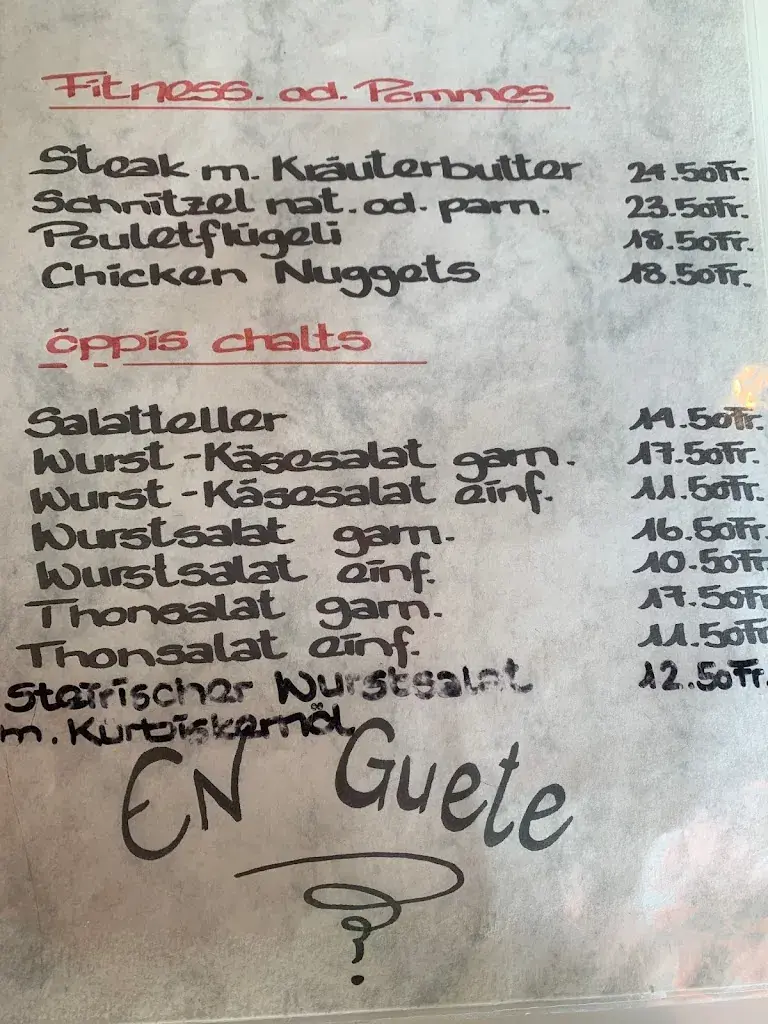 Fitness. od. Pommes
Steak m. Kräuterbutter 24.50Fr.
Schnitzel nat. od. parn. 23.50Fr.
Pouletflügeli 18.50Fr.
Chicken Nuggets 18.50Fr.
öppis chalts
Salatteller 14.50Fr.
Wurst-Käsesalat garn. 17.50Fr.
Wurst-Käsesalat einf. 11.50Fr.
Wurstsalat garn. 16.50Fr
Wurstsalat einf. 10.50Fr
Thonsalat garn. 17.50Fr
Thonsalat einf. 11.50Fr
Steirischer Wurstsalat 12.50Fr.
m. Kürbiskernöl
EN Guete